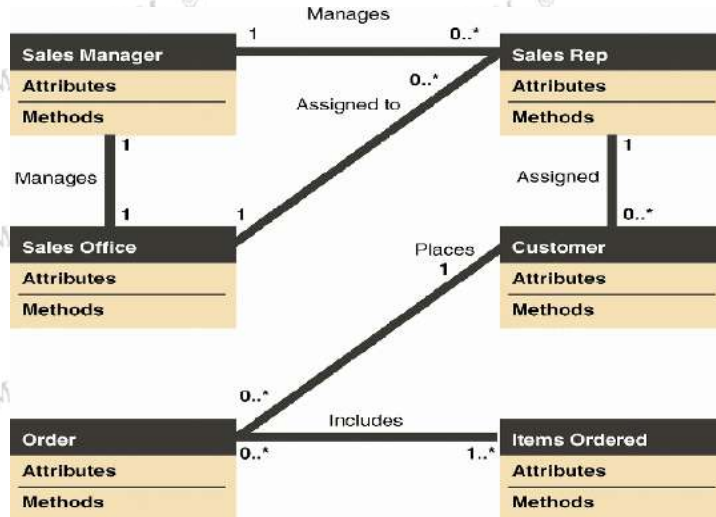 Manages
1 0..*
Sales Manager
Attributes
Methods
Sales Rep
Attributes
Methods
0..*
Assigned to
1
Manages
1
1
Assigned
0..*
1
Sales Office
Attributes
Methods
Places
1
Customer
Attributes
Methods
0..*
Includes
Order
Attributes
Methods
0..* 1..*
Items Ordered
Attributes
Methods